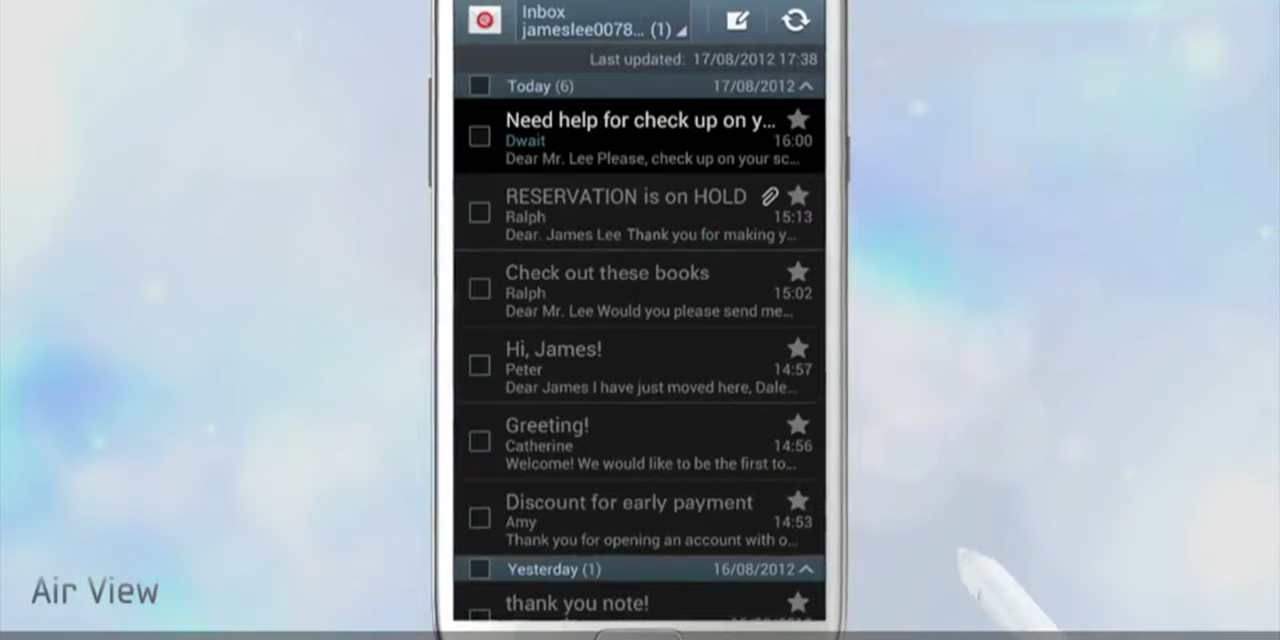 Inbox
jameslee0078... (1)
Last updated: 17/08/2012 17:38
Today (6) 17/08/2012
Need help for check up on y...
Dwait 16:00
Dear Mr. Lee Please, check up on your sc...
RESERVATION is on HOLD
Ralph 15:13
Dear. James Lee Thank you for making y...
Check out these books
Ralph 15:02
Dear Mr. Lee Would you please send me...
Hi, James!
Peter 14:57
Dear James I have just moved here, Dale...
Greeting!
Catherine 14:56
Welcome! We would like to be the first to...
Discount for early payment
Amy 14:53
Thank you for opening an account with o...
Yesterday (1) 16/08/2012
thank you note!
Air View